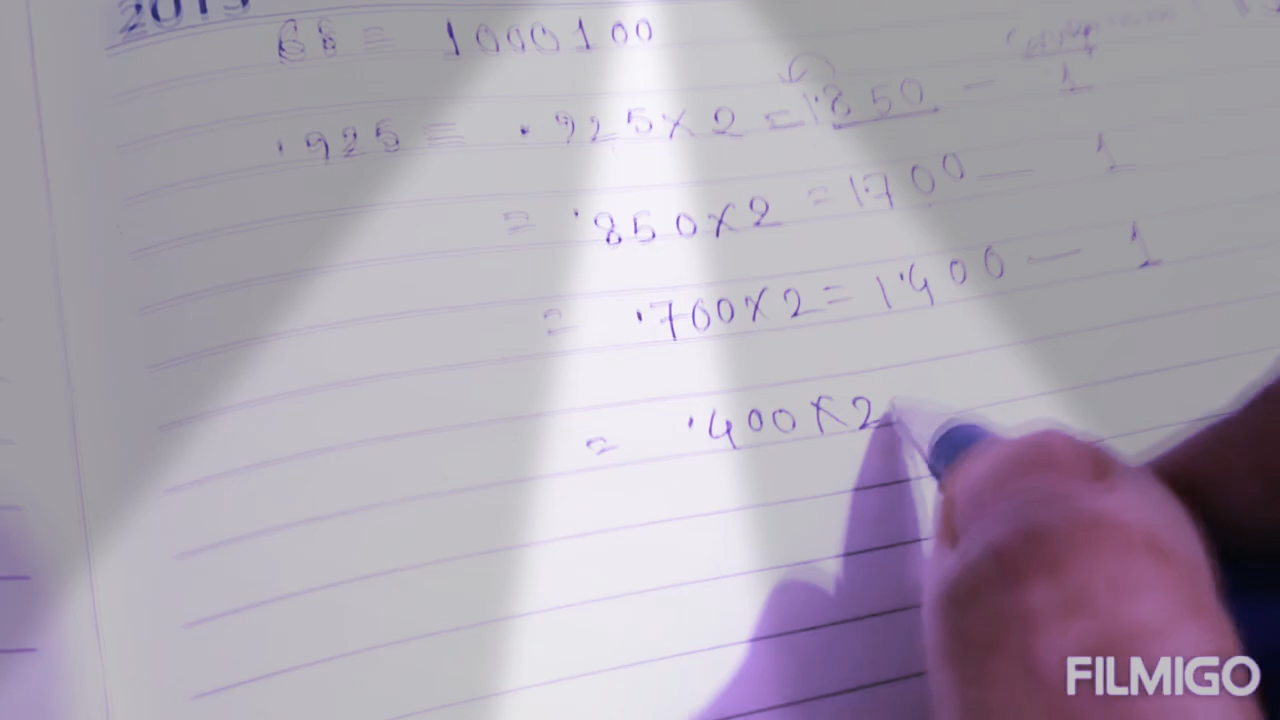 2019
68 = 1000100
.925 = .925 × 2 = 1.850 — 1
= .850 × 2 = 1.700 — 1
= .700 × 2 = 1.400 — 1
= .400 × 2
FILMIGO